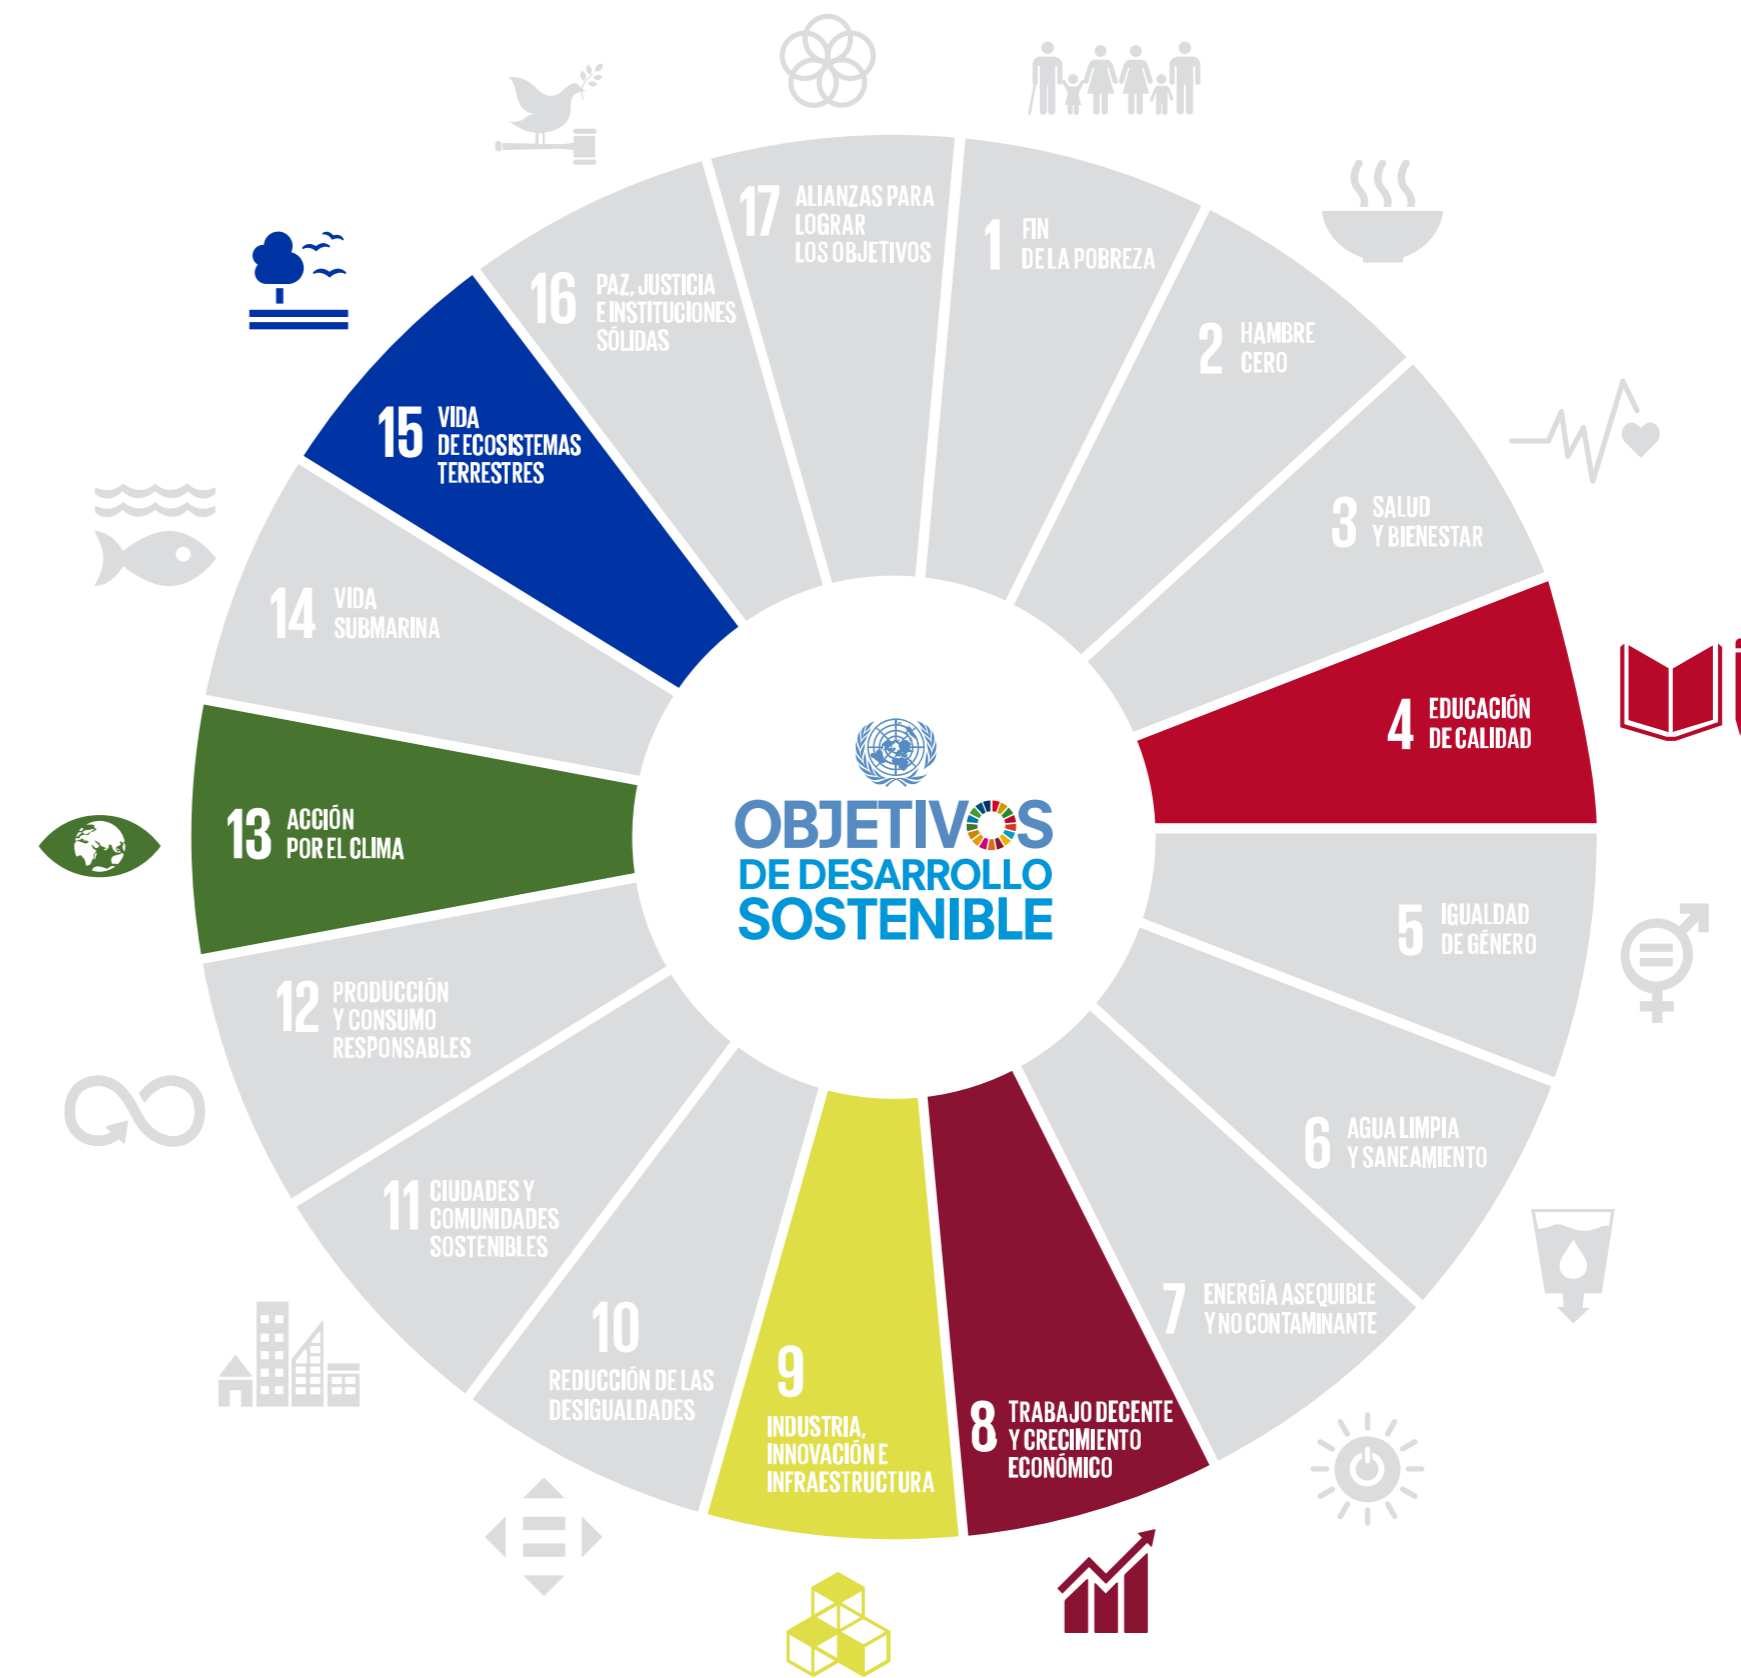 17 ALIANZAS PARA
LOGRAR
LOS OBJETIVOS
1 FIN
DE LA POBREZA
2 HAMBRE
CERO
3 SALUD
Y BIENESTAR
4 EDUCACIÓN
DE CALIDAD
5 IGUALDAD
DE GÉNERO
6 AGUA LIMPIA
Y SANEAMIENTO
7 ENERGÍA ASEQUIBLE
Y NO CONTAMINANTE
8 TRABAJO DECENTE
Y CRECIMIENTO
ECONÓMICO
9
INDUSTRIA,
INNOVACIÓN E
INFRAESTRUCTURA
10
REDUCCIÓN DE LAS
DESIGUALDADES
11 CIUDADES Y
COMUNIDADES
SOSTENIBLES
12 PRODUCCIÓN
Y CONSUMO
RESPONSABLES
13 ACCIÓN
POR EL CLIMA
14 VIDA
SUBMARINA
15 VIDA
DE ECOSISTEMAS
TERRESTRES
16 PAZ, JUSTICIA
E INSTITUCIONES
SÓLIDAS
OBJETIVOS
DE DESARROLLO
SOSTENIBLE